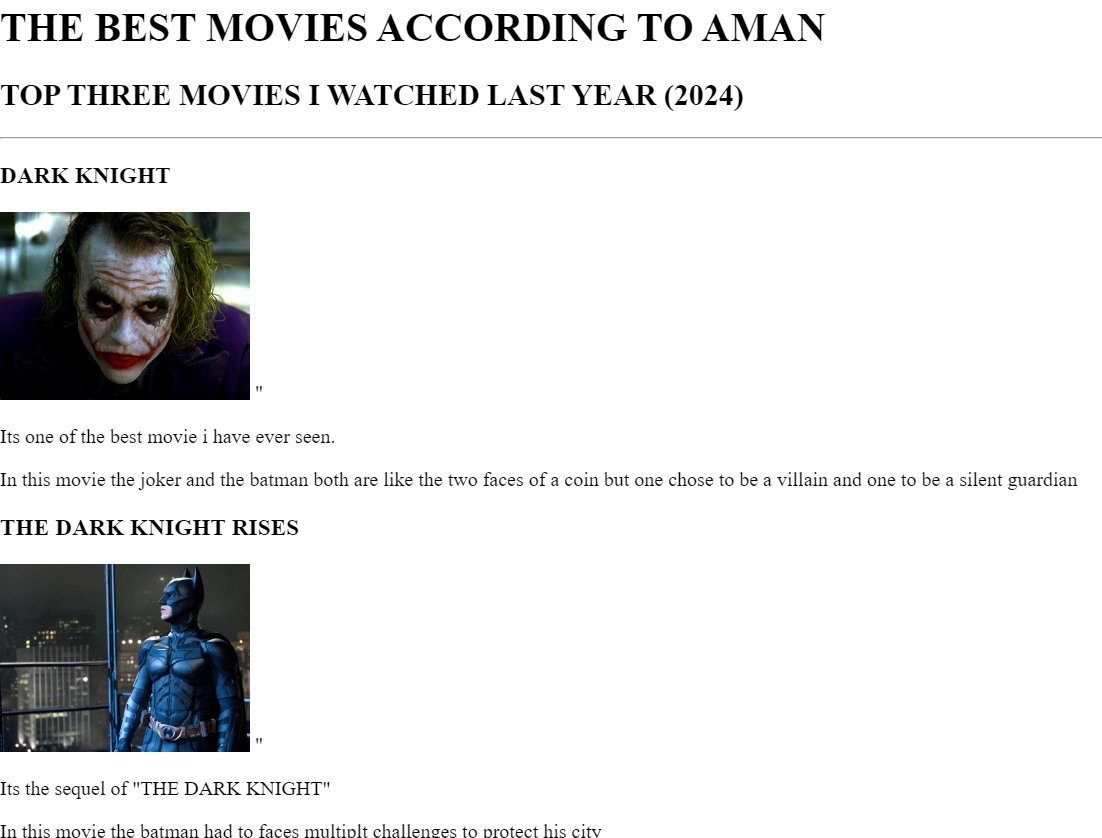 THE BEST MOVIES ACCORDING TO AMAN
TOP THREE MOVIES I WATCHED LAST YEAR (2024)
DARK KNIGHT
"
Its one of the best movie i have ever seen.
In this movie the joker and the batman both are like the two faces of a coin but one chose to be a villain and one to be a silent guardian
THE DARK KNIGHT RISES
"
Its the sequel of "THE DARK KNIGHT"
In this movie the batman had to faces multiplt challenges to protect his city